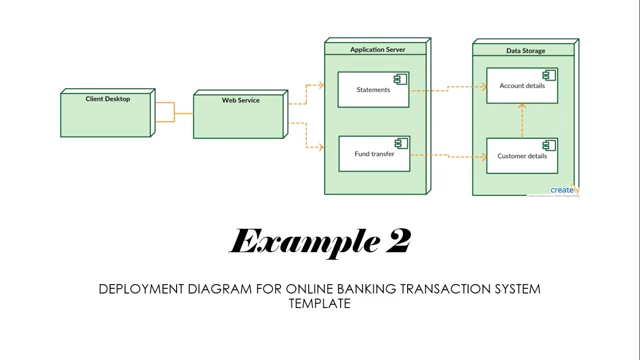 Application Server
Data Storage
Client Desktop
Web Service
Statements
Account details
Fund transfer
Customer details
creately
Example 2
DEPLOYMENT DIAGRAM FOR ONLINE BANKING TRANSACTION SYSTEM
TEMPLATE